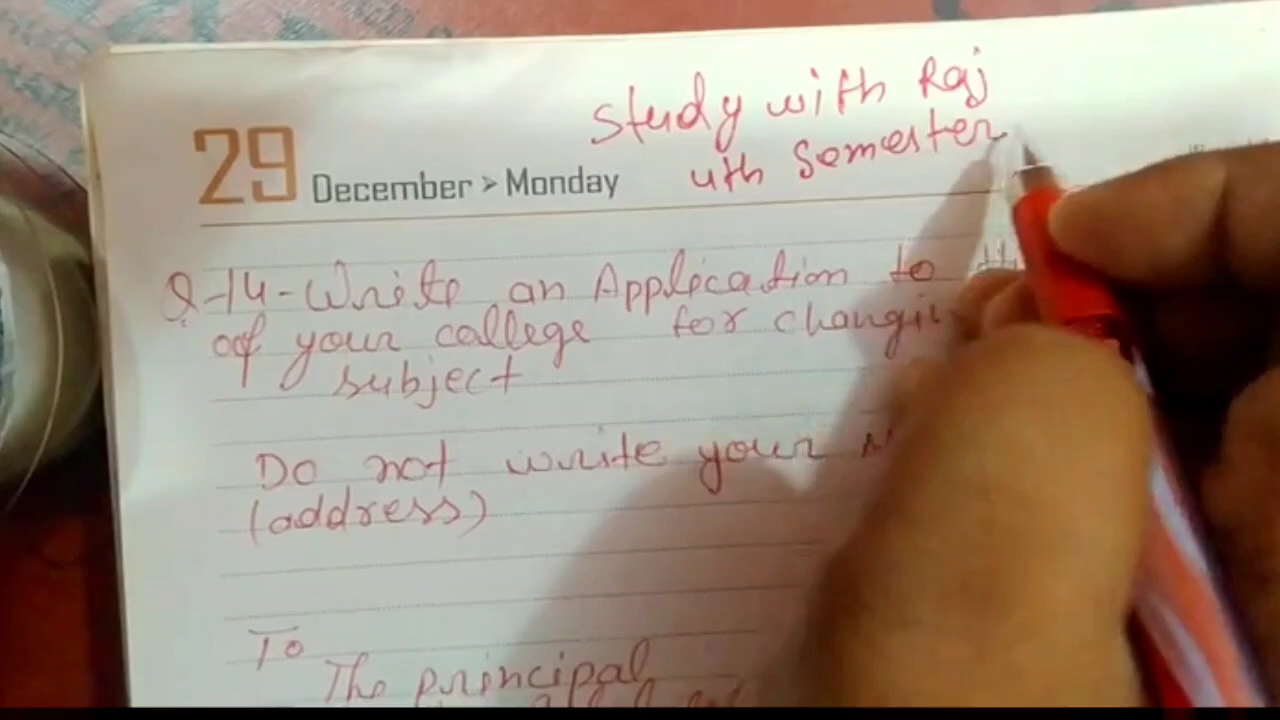 Study with Raj
4th Semester
29 December > Monday
Q-14-Write an Application to
of your college for
subject
Do not write your
(address)
To
The principal